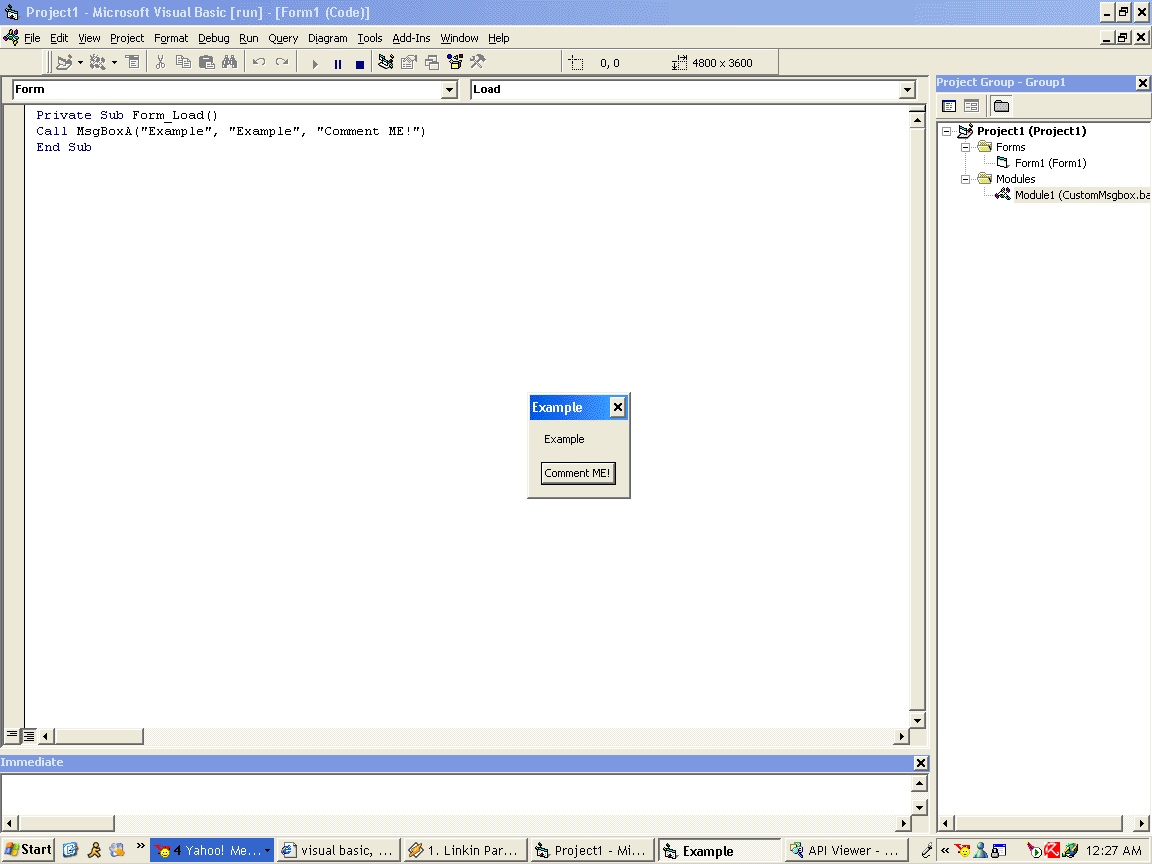 Project1 - Microsoft Visual Basic [run] - [Form1 (Code)]
File Edit View Project Format Debug Run Query Diagram Tools Add-Ins Window Help
0, 0 4800 x 3600
Form Load
Private Sub Form_Load()
Call MsgBoxA("Example", "Example", "Comment ME!")
End Sub
Project Group - Group1
Project1 (Project1)
Forms
Form1 (Form1)
Modules
Module1 (CustomMsgbox.ba
Example
Example
Comment ME!
Immediate
Start 4 Yahoo! Me... visual basic, ... 1. Linkin Par... Project1 - Mi... Example API Viewer - ... 12:27 AM